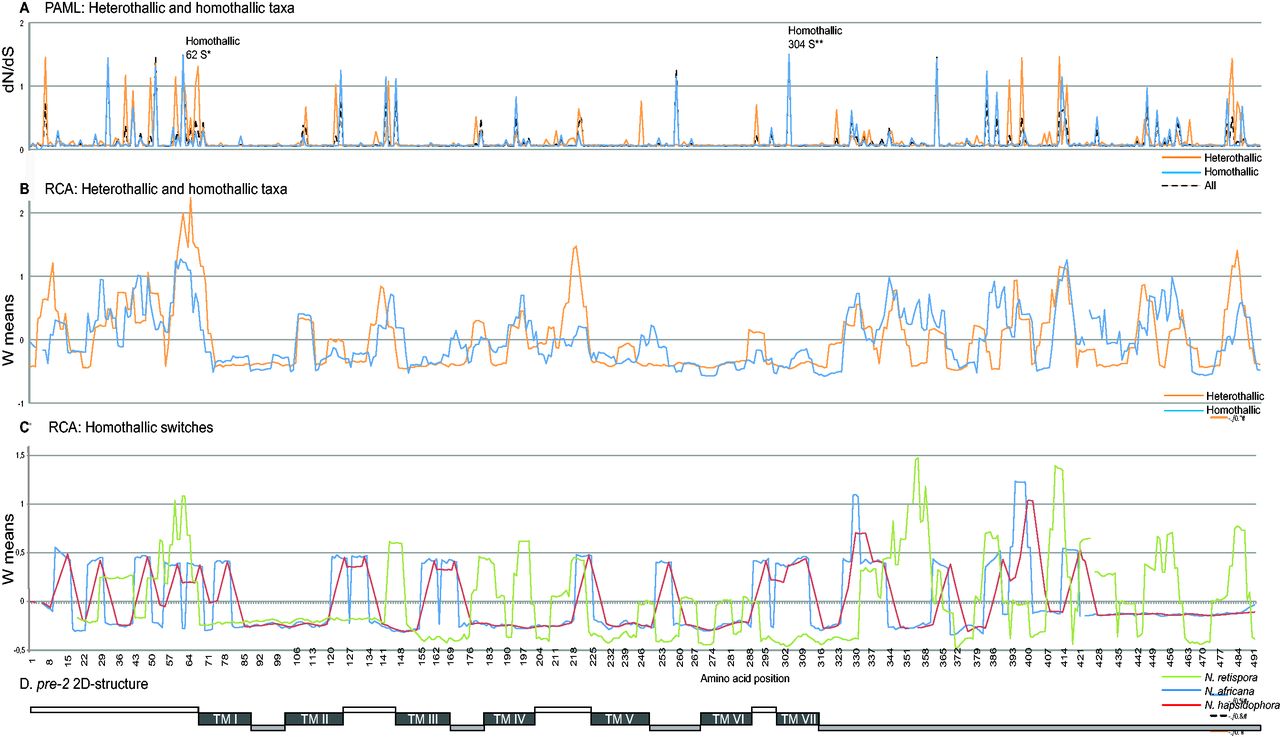 A PAML: Heterothallic and homothallic taxa
2
1
0
dN/dS
Homothallic
62 S*
Homothallic
304 S**
Heterothallic
Homothallic
All
B RCA: Heterothallic and homothallic taxa
2
1
0
-1
W means
Heterothallic
Homothallic
C RCA: Homothallic switches
1,5
1
0,5
0
-0,5
W means
1 8 15 22 29 36 43 50 57 64 71 78 85 92 99 106 113 120 127 134 141 148 155 162 169 176 183 190 197 204 211 218 225 232 239 246 253 260 267 274 281 288 295 302 309 316 323 330 337 344 351 358 365 372 379 386 393 400 407 414 421 428 435 442 449 456 463 470 477 484 491
Amino acid position
N. retispora
N. africana
N. hapsidophora
D. pre-2 2D-structure
TM I TM II TM III TM IV TM V TM VI TM VII